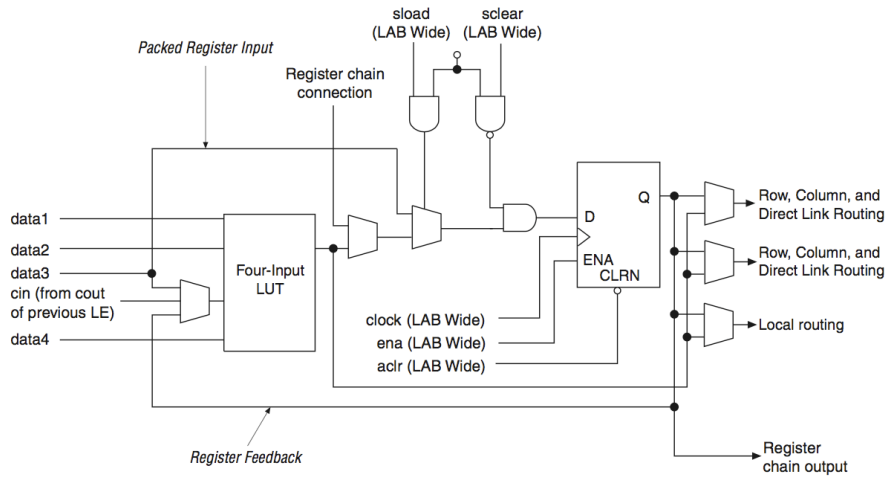 sload
(LAB Wide)
sclear
(LAB Wide)
Packed Register Input
Register chain
connection
data1
data2
data3
cin (from cout
of previous LE)
data4
Four-Input
LUT
D
Q
ENA
CLRN
clock (LAB Wide)
ena (LAB Wide)
aclr (LAB Wide)
Row, Column, and
Direct Link Routing
Row, Column, and
Direct Link Routing
Local routing
Register Feedback
Register
chain output